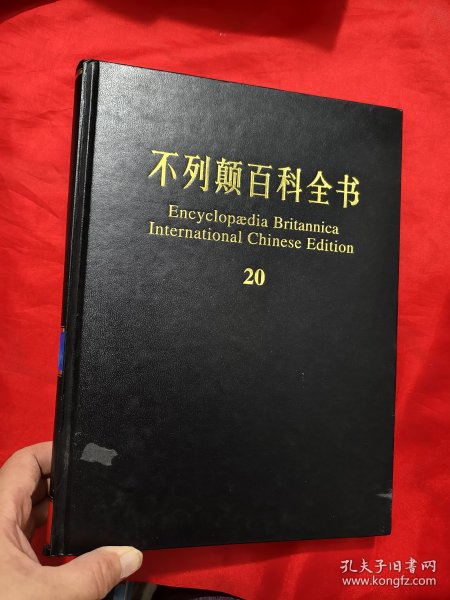 不列颠百科全书
Encyclopædia Britannica
International Chinese Edition
20
孔夫子旧书网
www.kongfz.com